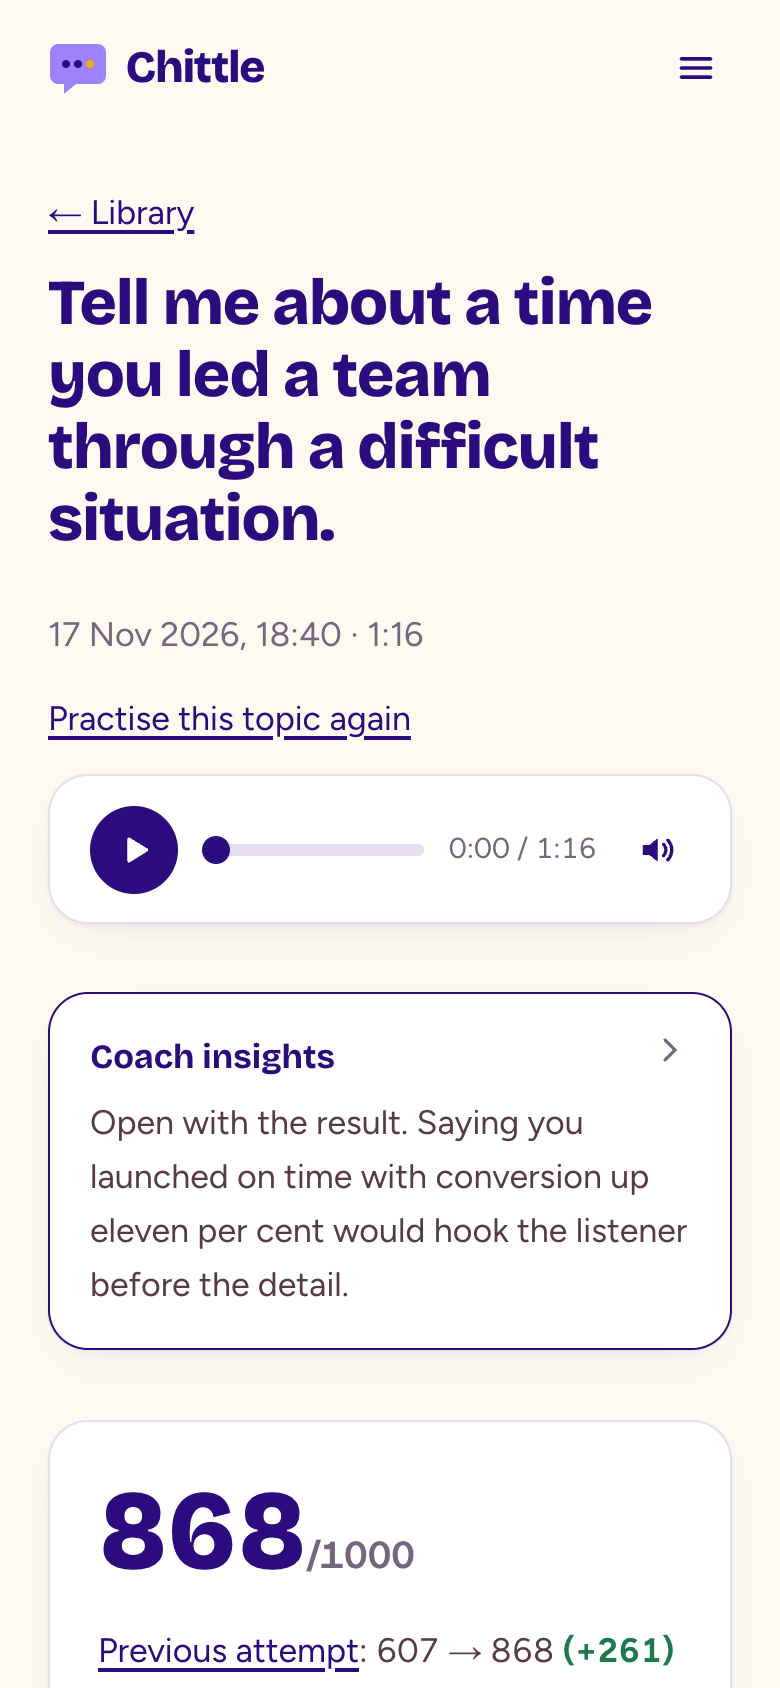 Chittle
← Library
Tell me about a time
you led a team
through a difficult
situation.
17 Nov 2026, 18:40 · 1:16
Practise this topic again
0:00 / 1:16
Coach insights
Open with the result. Saying you
launched on time with conversion up
eleven per cent would hook the listener
before the detail.
868/1000
Previous attempt: 607 → 868 (+261)